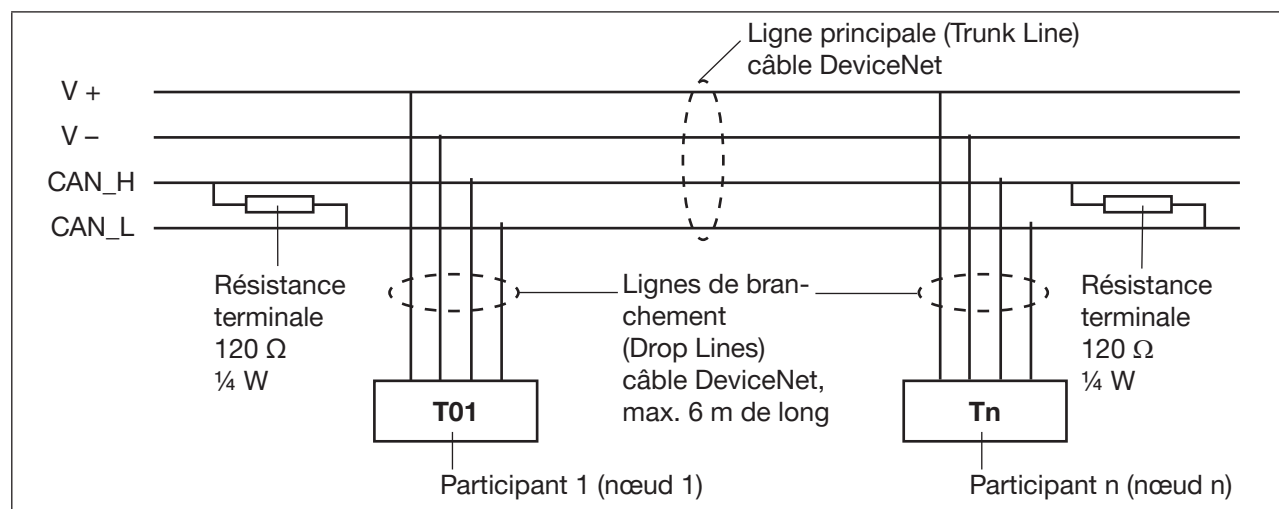 Ligne principale (Trunk Line)
câble DeviceNet
V +
V –
CAN_H
CAN_L
Résistance
terminale
120 Ω
¼ W
Lignes de bran-
chement
(Drop Lines)
câble DeviceNet,
max. 6 m de long
Résistance
terminale
120 Ω
¼ W
T01
Tn
Participant 1 (nœud 1)
Participant n (nœud n)